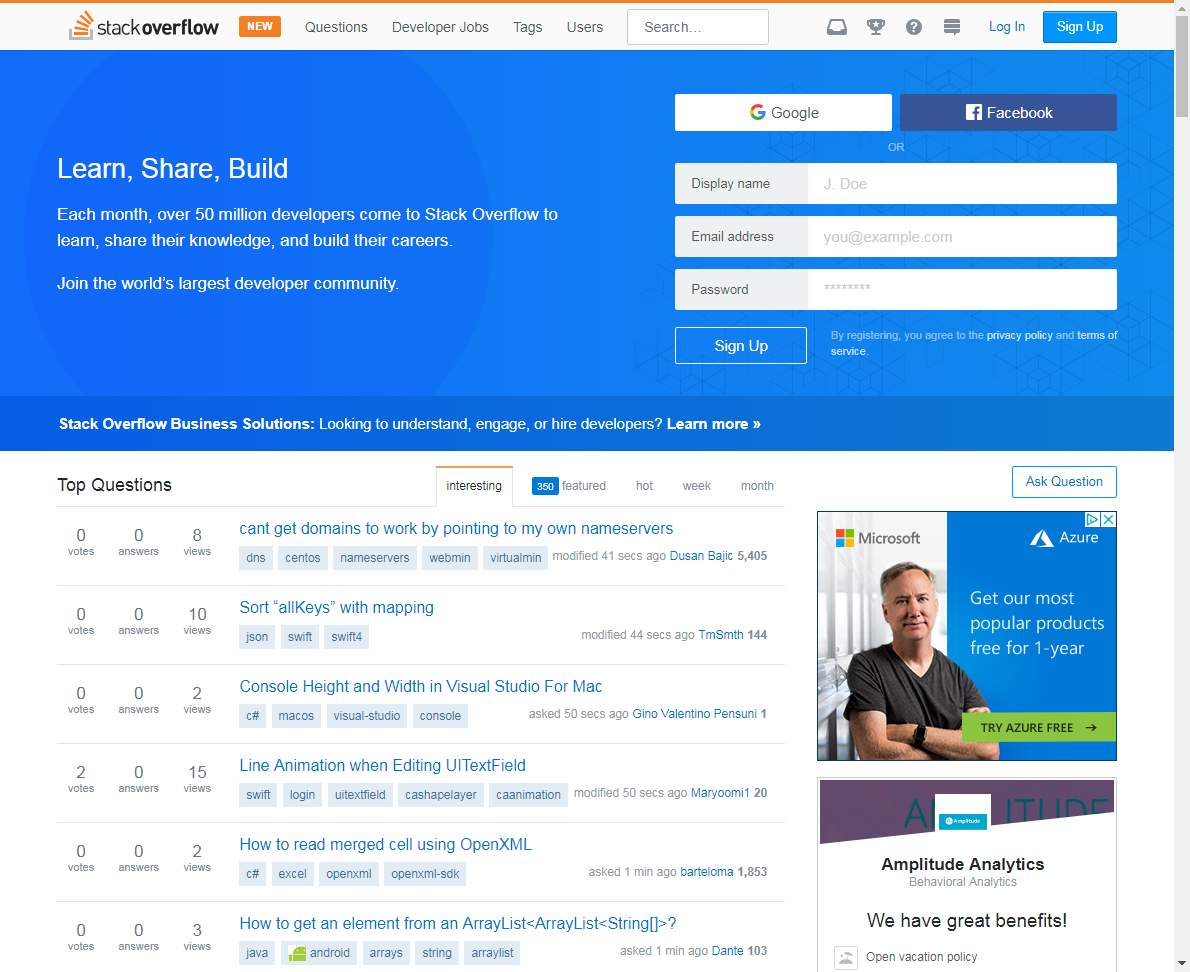 stackoverflow NEW Questions Developer Jobs Tags Users Search... Log In Sign Up
Google Facebook
OR
Learn, Share, Build
Each month, over 50 million developers come to Stack Overflow to
learn, share their knowledge, and build their careers.
Join the world's largest developer community.
Display name J. Doe
Email address you@example.com
Password ********
Sign Up
By registering, you agree to the privacy policy and terms of
service.
Stack Overflow Business Solutions: Looking to understand, engage, or hire developers? Learn more »
Top Questions interesting 350 featured hot week month
Ask Question
0 votes 0 answers 8 views
cant get domains to work by pointing to my own nameservers
dns centos nameservers webmin virtualmin modified 41 secs ago Dusan Bajic 5,405
0 votes 0 answers 10 views
Sort “allKeys” with mapping
json swift swift4 modified 44 secs ago TmSmth 144
0 votes 0 answers 2 views
Console Height and Width in Visual Studio For Mac
c# macos visual-studio console asked 50 secs ago Gino Valentino Pensuni 1
2 votes 0 answers 15 views
Line Animation when Editing UITextField
swift login uitextfield cashapelayer caanimation modified 50 secs ago Maryoomi1 20
0 votes 0 answers 2 views
How to read merged cell using OpenXML
c# excel openxml openxml-sdk asked 1 min ago barteloma 1,853
0 votes 0 answers 3 views
How to get an element from an ArrayList<ArrayList<String[]>?
java android arrays string arraylist asked 1 min ago Dante 103
Microsoft Azure
Get our most
popular products
free for 1-year
TRY AZURE FREE →
Amplitude
Amplitude Analytics
Behavioral Analytics
We have great benefits!
Open vacation policy